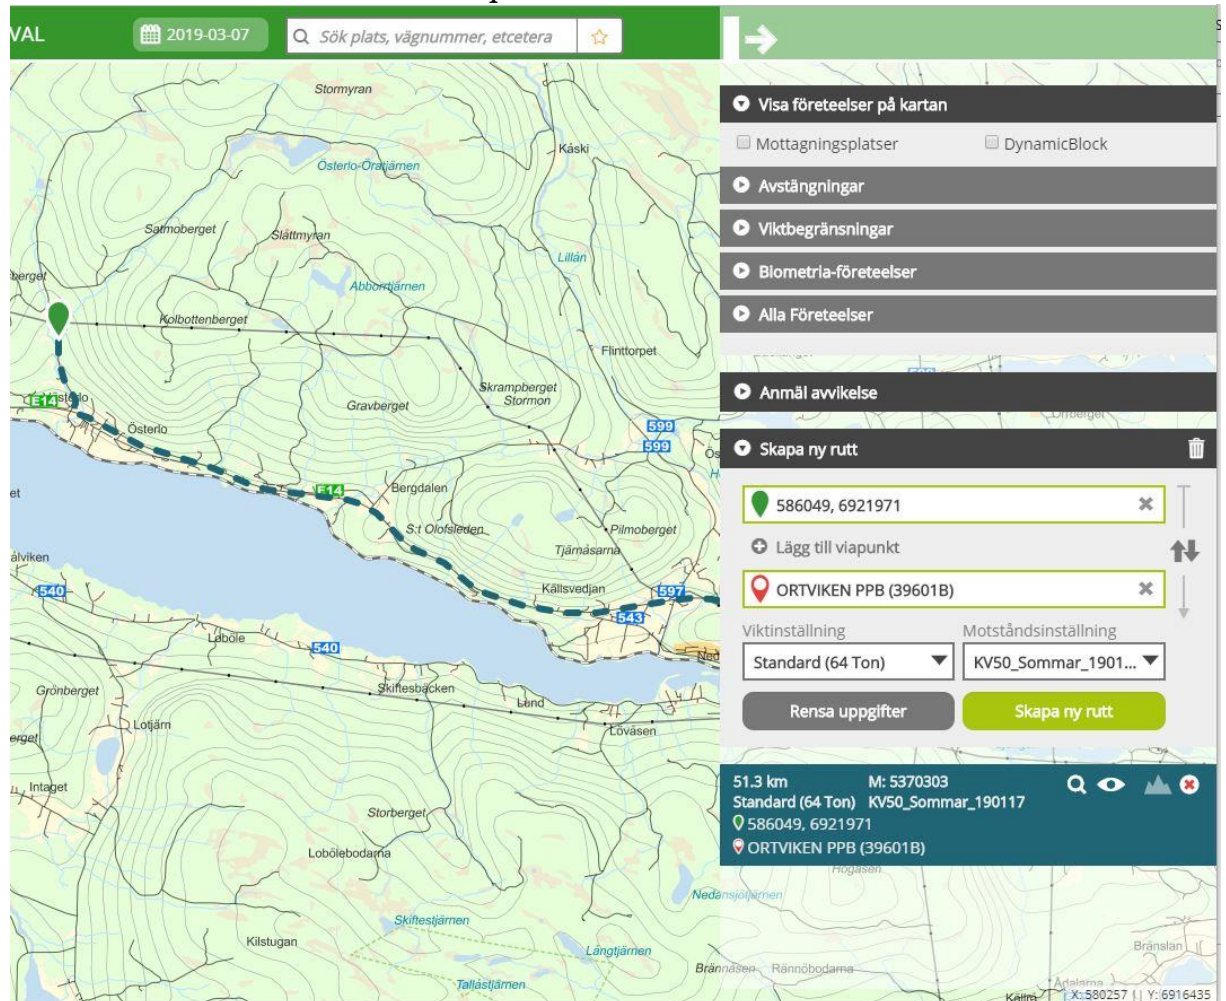 VAL
2019-03-07
Sök plats, vägnummer, etcetera
Visa företeelser på kartan
Mottagningsplatser
DynamicBlock
Avstängningar
Viktbegränsningar
Biometria-företeelser
Alla Företeelser
Anmäl avvikelse
Skapa ny rutt
586049, 6921971
Lägg till viapunkt
ORTVIKEN PPB (39601B)
Viktinställning
Motståndsinställning
Standard (64 Ton)
KV50_Sommar_1901...
Rensa uppgifter
Skapa ny rutt
51.3 km
M: 5370303
Standard (64 Ton)
KV50_Sommar_190117
586049, 6921971
ORTVIKEN PPB (39601B)
Stormyran
Kåski
Österlo-Oratjärnen
Satmoberget
Slåttmyran
Lillån
berget
Abborrtjärnen
Kolbottenberget
Flinttorpet
Skrampberget
Stormon
Gravberget
E14
Österlo
599
599
E14
Bergdalen
S:t Olofsleden
Pilmoberget
Tjärnåsarna
Källsvedjan
597
543
540
Loböle
540
Skiftesbäcken
Lund
Grönberget
Lotjärn
Lövåsen
Intaget
Storberget
Lobölebodarna
Högåsen
Nedansjötjärnen
Skiftestjärnen
Kilstugan
Långtjärnen
Bränslan
Brännåsen
Rännöbodarna
Tallåstjärnen
Ådalarna
Källra
X: 580257 | Y: 6916435